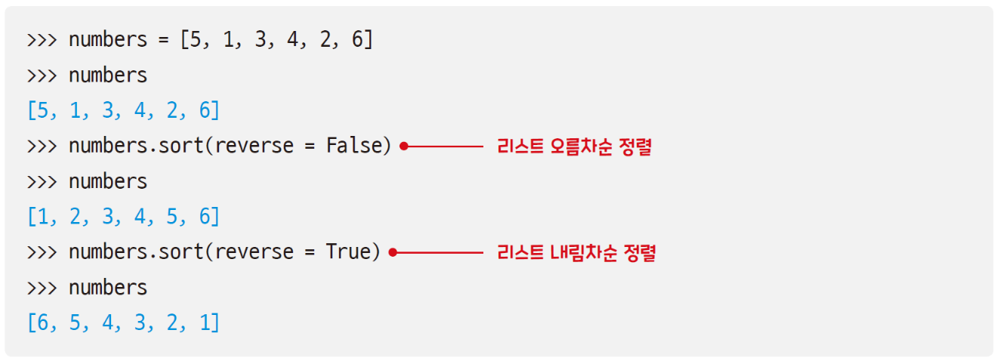 >>> numbers = [5, 1, 3, 4, 2, 6]
>>> numbers
[5, 1, 3, 4, 2, 6]
>>> numbers.sort(reverse = False) 리스트 오름차순 정렬
>>> numbers
[1, 2, 3, 4, 5, 6]
>>> numbers.sort(reverse = True) 리스트 내림차순 정렬
>>> numbers
[6, 5, 4, 3, 2, 1]